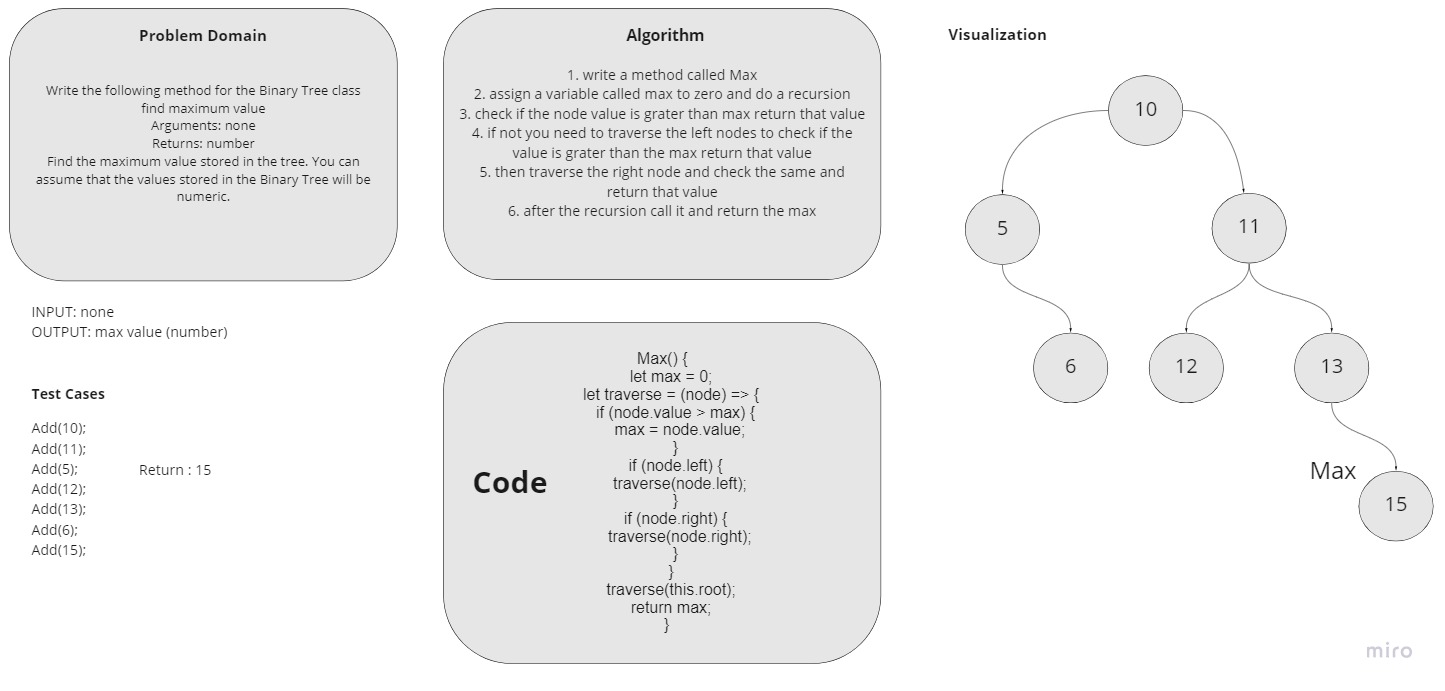 Problem Domain
Write the following method for the Binary Tree class
find maximum value
Arguments: none
Returns: number
Find the maximum value stored in the tree. You can
assume that the values stored in the Binary Tree will be
numeric.
INPUT: none
OUTPUT: max value (number)
Test Cases
Add(10);
Add(11);
Add(5);
Add(12);
Add(13);
Add(6);
Add(15);
Return : 15
Algorithm
1. write a method called Max
2. assign a variable called max to zero and do a recursion
3. check if the node value is grater than max return that value
4. if not you need to traverse the left nodes to check if the
value is grater than the max return that value
5. then traverse the right node and check the same and
return that value
6. after the recursion call it and return the max
Code
Max() {
let max = 0;
let traverse = (node) => {
if (node.value > max) {
max = node.value;
}
if (node.left) {
traverse(node.left);
}
if (node.right) {
traverse(node.right);
}
}
traverse(this.root);
return max;
}
Visualization
10
5
11
6
12
13
Max
15
miro